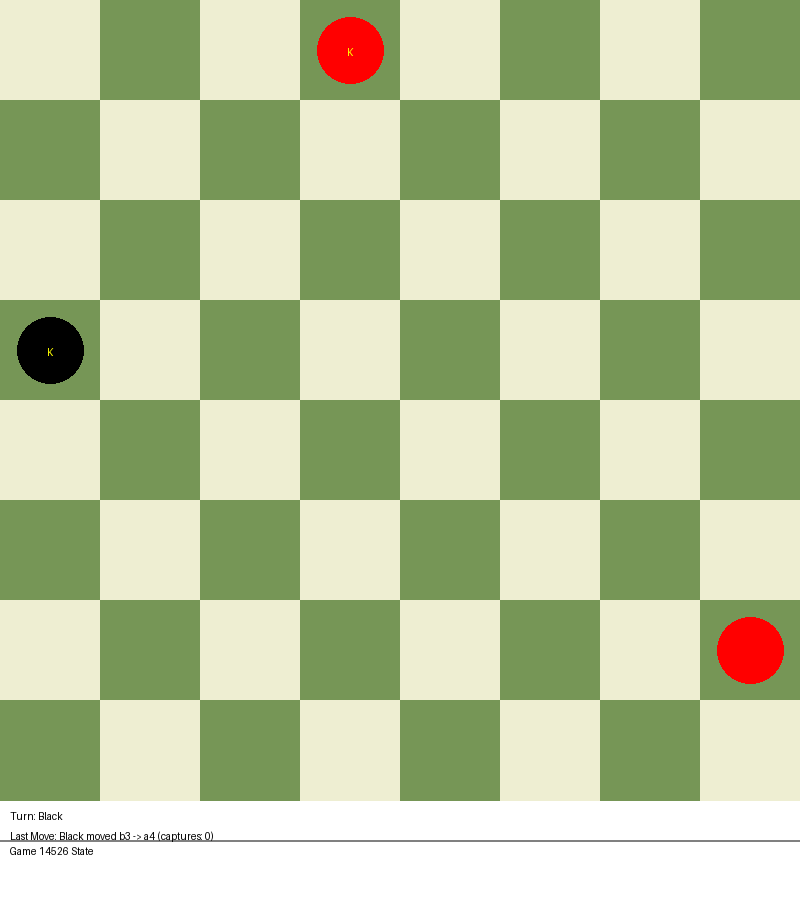 K
K
Turn: Black
Last Move: Black moved b3 -> a4 (captures: 0)
Game 14526 State